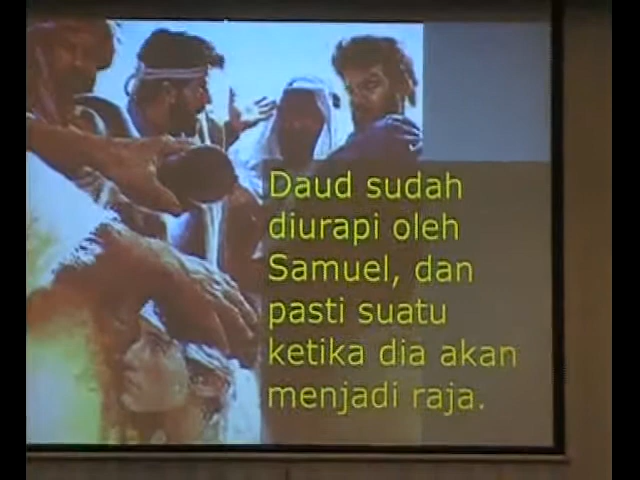 Daud sudah
diurapi oleh
Samuel, dan
pasti suatu
ketika dia akan
menjadi raja.